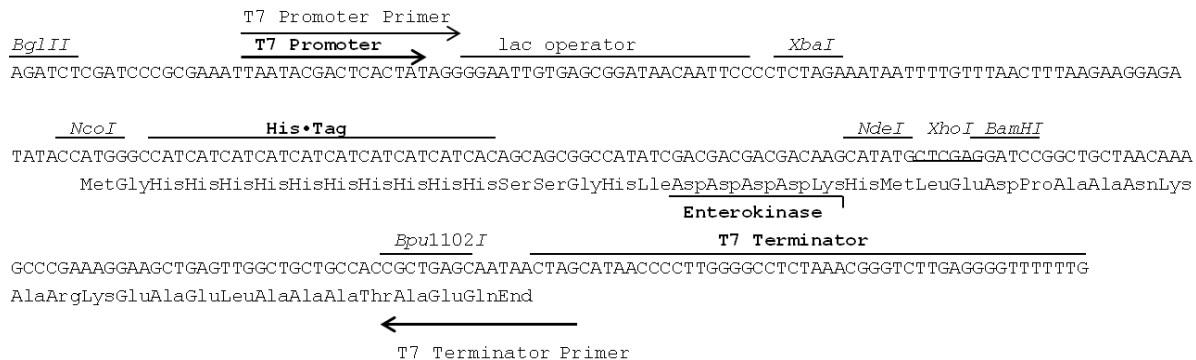 T7 Promoter Primer
BglII T7 Promoter lac operator XbaI
AGATCTCGATCCCGCGAAATTAATACGACTCACTATAGGGGAATTGTGAGCGGATAACAATTCCCCTCTAGAAATAATTTTGTTTAACTTTAAGAAGGAGA
NcoI His•Tag NdeI XhoI BamHI
TATACCATGGGCCATCATCATCATCATCATCATCATCATCACAGCAGCGGCCATATCGACGACGACGACAAGCATATGCTCGAGGATCCGGCTGCTAACAAA
MetGlyHisHisHisHisHisHisHisHisHisHisSerSerGlyHisLleAspAspAspAspLysHisMetLeuGluAspProAlaAlaAsnLys
Enterokinase
Bpu1102I T7 Terminator
GCCCGAAAGGAAGCTGAGTTGGCTGCTGCCACCGCTGAGCAATAACTAGCATAACCCCTTGGGGCCTCTAAACGGGTCTTGAGGGGTTTTTTG
AlaArgLysGluAlaGluLeuAlaAlaAlaThrAlaGluGlnEnd
T7 Terminator Primer